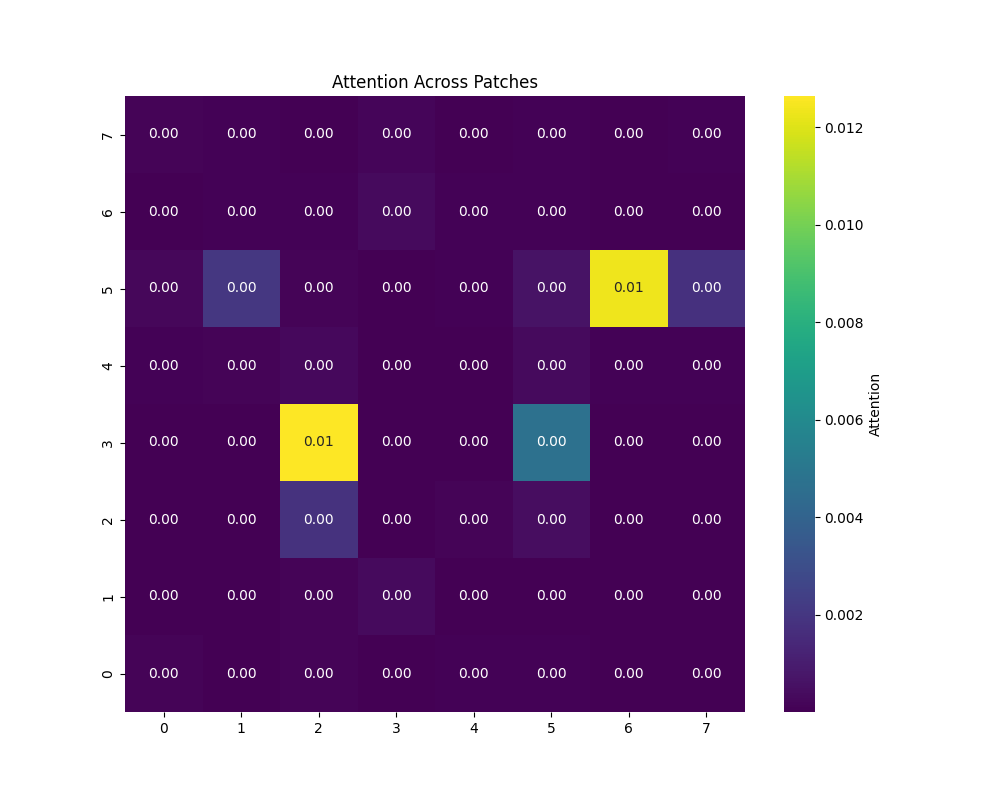 Attention Across Patches
7 0.00 0.00 0.00 0.00 0.00 0.00 0.00 0.00
6 0.00 0.00 0.00 0.00 0.00 0.00 0.00 0.00
5 0.00 0.00 0.00 0.00 0.00 0.00 0.01 0.00
4 0.00 0.00 0.00 0.00 0.00 0.00 0.00 0.00
3 0.00 0.00 0.01 0.00 0.00 0.00 0.00 0.00
2 0.00 0.00 0.00 0.00 0.00 0.00 0.00 0.00
1 0.00 0.00 0.00 0.00 0.00 0.00 0.00 0.00
0 0.00 0.00 0.00 0.00 0.00 0.00 0.00 0.00
0 1 2 3 4 5 6 7
0.012
0.010
0.008
0.006
0.004
0.002
Attention